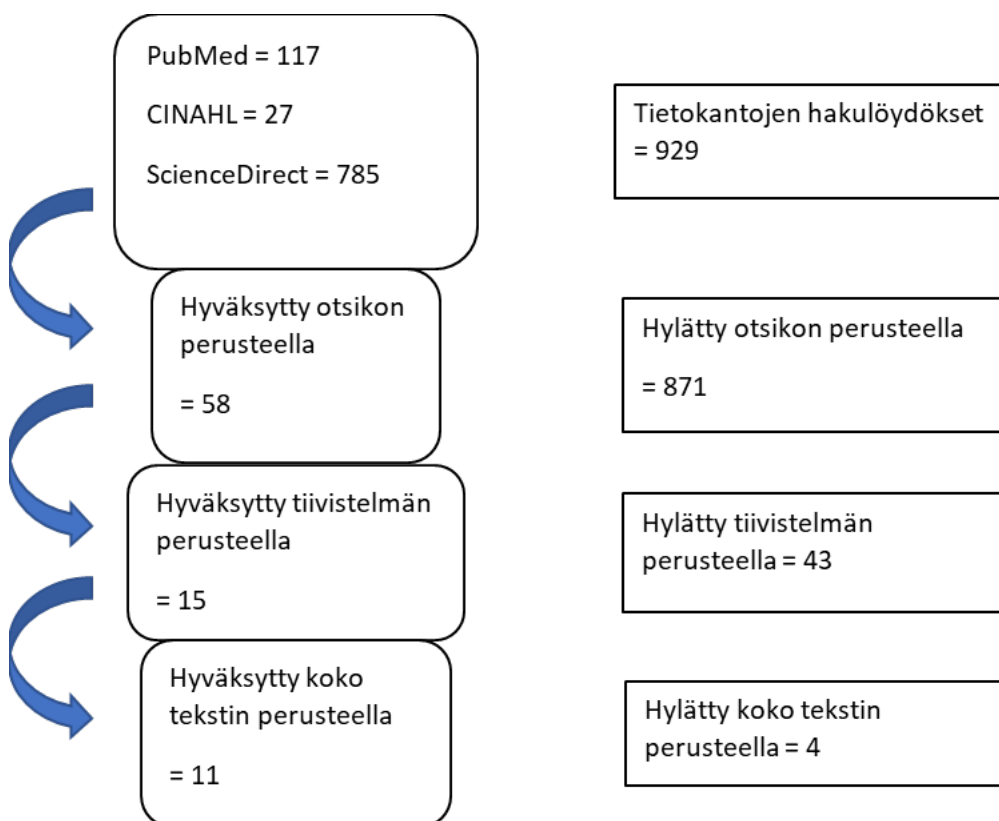 PubMed = 117
CINAHL = 27
ScienceDirect = 785
Tietokantojen hakulöydökset
= 929
Hyväksytty otsikon
perusteella
= 58
Hylätty otsikon perusteella
= 871
Hyväksytty tiivistelmän
perusteella
= 15
Hylätty tiivistelmän
perusteella = 43
Hyväksytty koko
tekstin perusteella
= 11
Hylätty koko tekstin
perusteella = 4